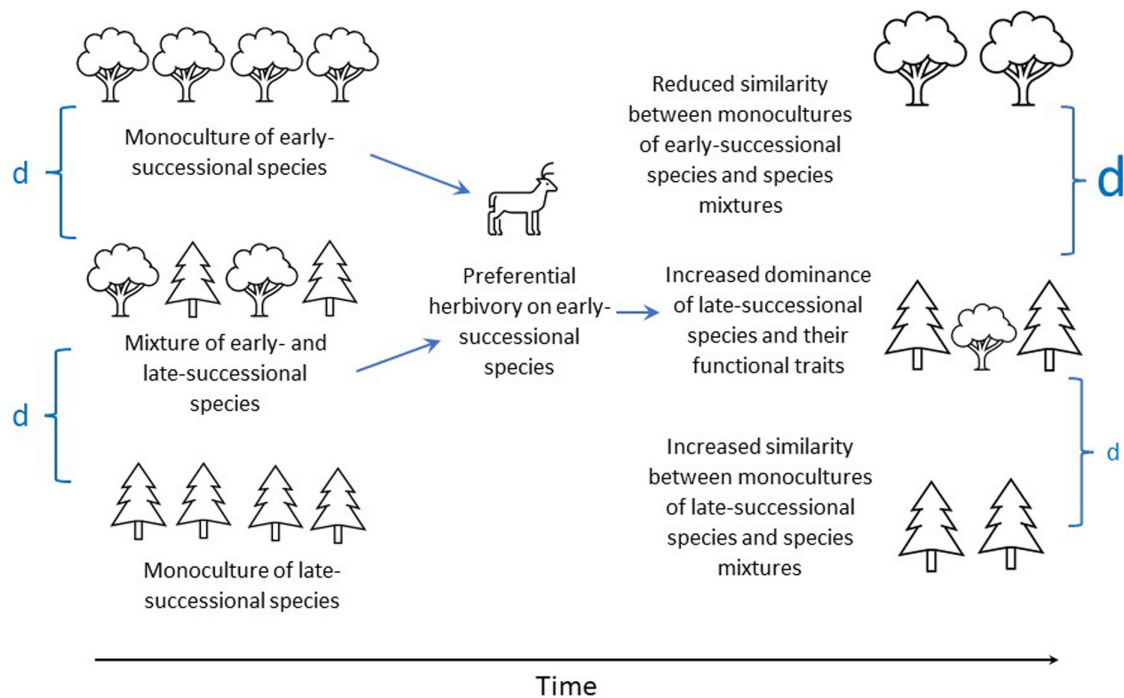 d
Monoculture of early-
successional species
Mixture of early- and
late-successional
species
d
Monoculture of late-
successional species
Preferential
herbivory on early-
successional
species
Reduced similarity
between monocultures
of early-successional
species and species
mixtures
d
Increased dominance
of late-successional
species and their
functional traits
Increased similarity
between monocultures
of late-successional
species and species
mixtures
d
Time